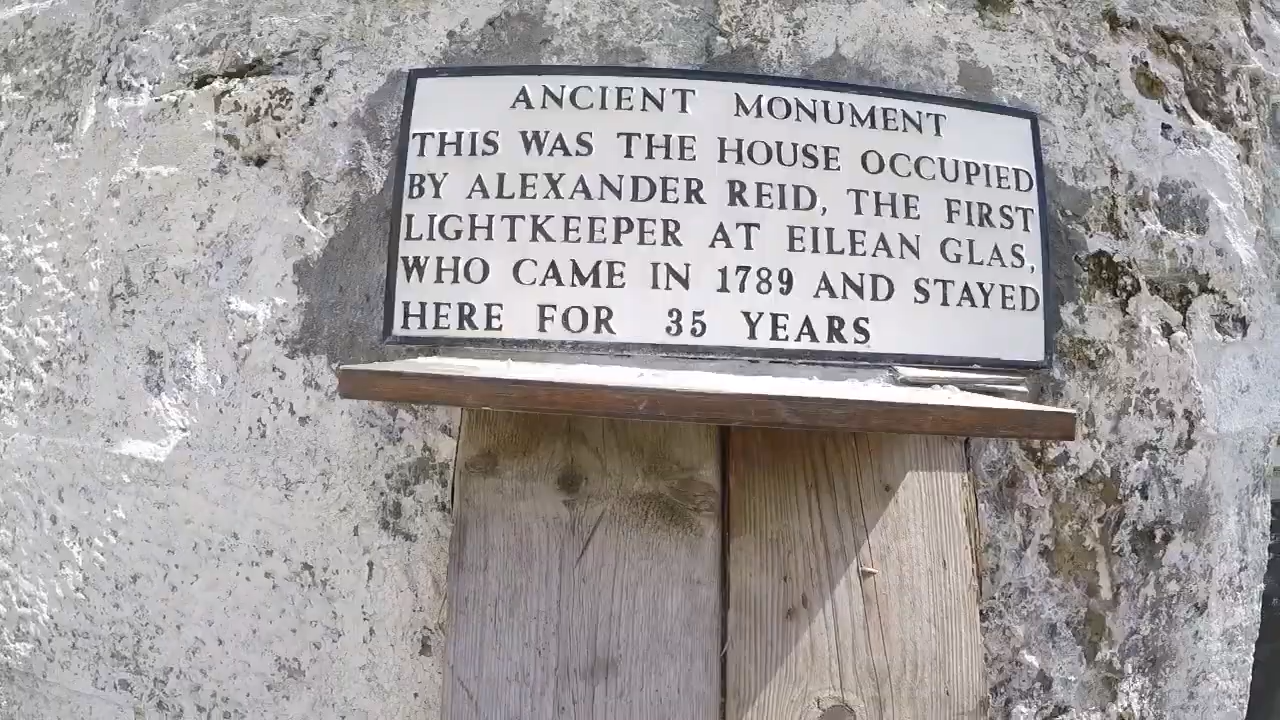 ANCIENT MONUMENT
THIS WAS THE HOUSE OCCUPIED
BY ALEXANDER REID, THE FIRST
LIGHTKEEPER AT EILEAN GLAS,
WHO CAME IN 1789 AND STAYED
HERE FOR 35 YEARS